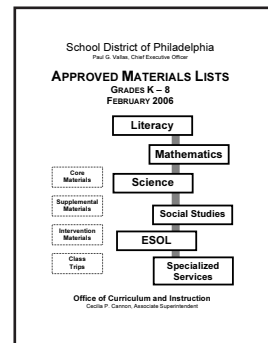 School District of Philadelphia
Paul G. Vallas, Chief Executive Officer
APPROVED MATERIALS LISTS
GRADES K – 8
FEBRUARY 2006
Literacy
Mathematics
Core
Materials
Science
Supplemental
Materials
Social Studies
Intervention
Materials
ESOL
Class
Trips
Specialized
Services
Office of Curriculum and Instruction
Cecilia P. Cannon, Associate Superintendent